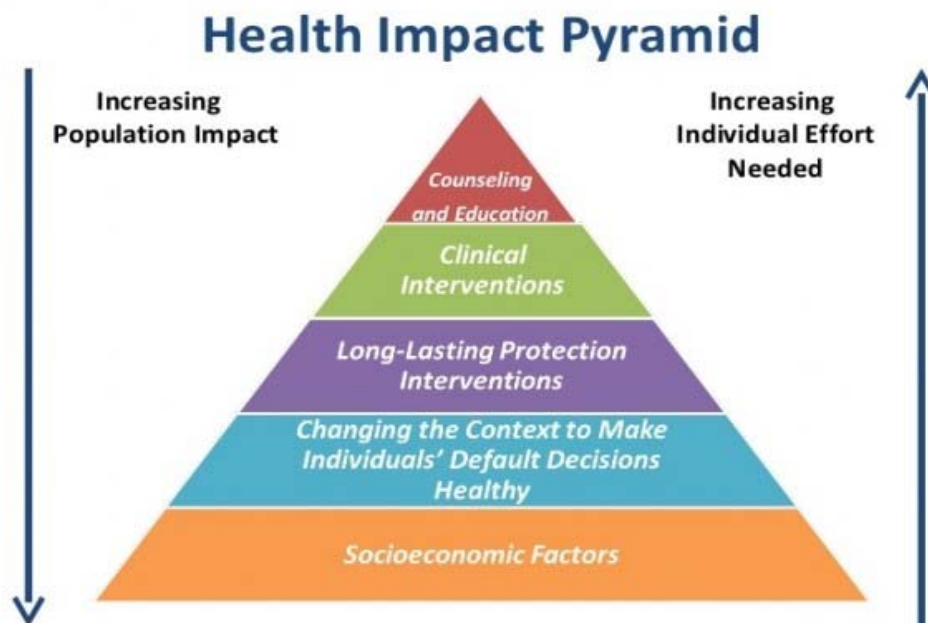 Health Impact Pyramid
Increasing
Population Impact
Increasing
Individual Effort
Needed
Counseling
and Education
Clinical
Interventions
Long-Lasting Protection
Interventions
Changing the Context to Make
Individuals’ Default Decisions
Healthy
Socioeconomic Factors